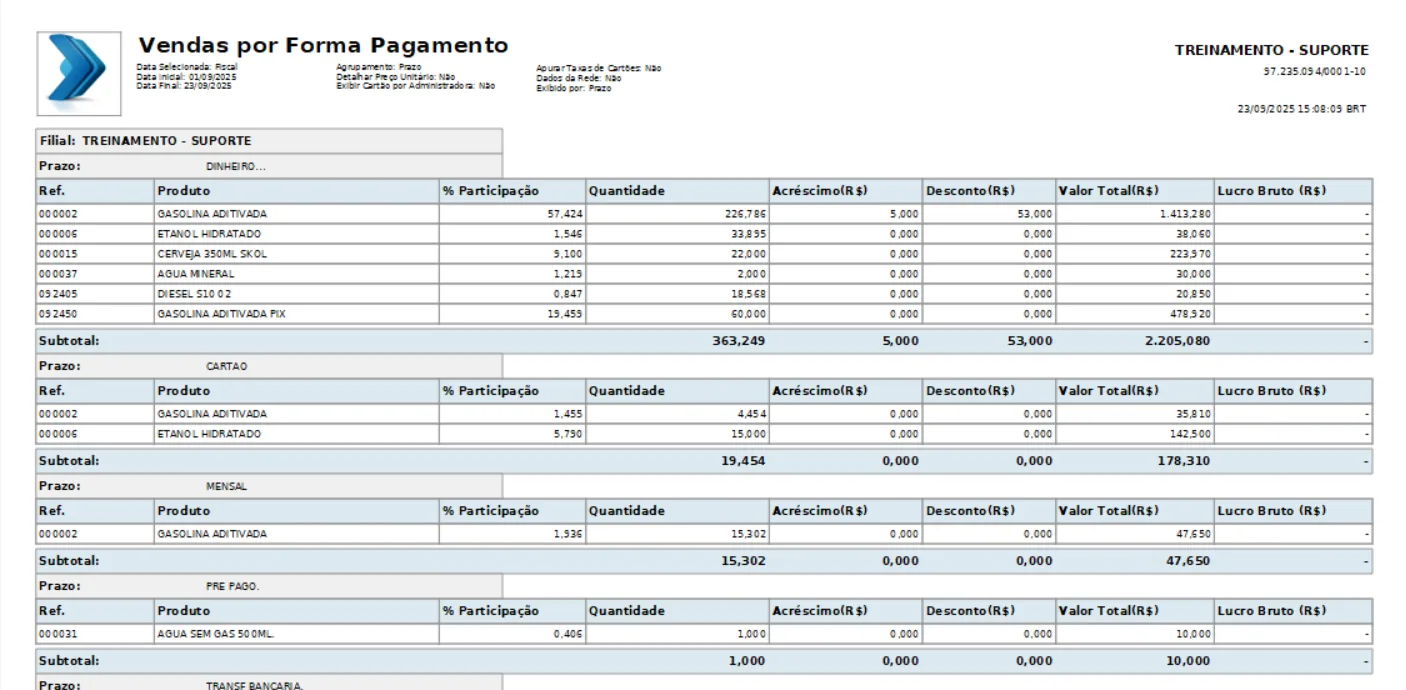 Vendas por Forma Pagamento
TREINAMENTO - SUPORTE
Data Selecionada: Fiscal Agrupamento: Prazo Apurar Taxas de Cartões: Não
97.235.094/0001-10
Data Inicial: 01/09/2025 Detalhar Preço Unitário: Não Dados da Rede: Não
Data Final: 23/09/2025 Exibir Cartão por Administradora: Não Exibido por: Prazo
23/09/2025 15:08:09 BRT
Filial: TREINAMENTO - SUPORTE
Prazo: DINHEIRO...
Ref. Produto % Participação Quantidade Acréscimo(R$) Desconto(R$) Valor Total(R$) Lucro Bruto (R$)
000002 GASOLINA ADITIVADA 57,424 226,786 5,000 53,000 1.413,280 -
000006 ETANOL HIDRATADO 1,546 33,895 0,000 0,000 38,060 -
000015 CERVEJA 350ML SKOL 9,100 22,000 0,000 0,000 223,970 -
000037 AGUA MINERAL 1,219 2,000 0,000 0,000 30,000 -
092405 DIESEL S10 02 0,847 18,568 0,000 0,000 20,850 -
092450 GASOLINA ADITIVADA PIX 19,459 60,000 0,000 0,000 478,920 -
Subtotal: 363,249 5,000 53,000 2.205,080 -
Prazo: CARTAO
Ref. Produto % Participação Quantidade Acréscimo(R$) Desconto(R$) Valor Total(R$) Lucro Bruto (R$)
000002 GASOLINA ADITIVADA 1,455 4,454 0,000 0,000 35,810 -
000006 ETANOL HIDRATADO 5,790 15,000 0,000 0,000 142,500 -
Subtotal: 19,454 0,000 0,000 178,310 -
Prazo: MENSAL
Ref. Produto % Participação Quantidade Acréscimo(R$) Desconto(R$) Valor Total(R$) Lucro Bruto (R$)
000002 GASOLINA ADITIVADA 1,936 15,302 0,000 0,000 47,650 -
Subtotal: 15,302 0,000 0,000 47,650 -
Prazo: PRE PAGO.
Ref. Produto % Participação Quantidade Acréscimo(R$) Desconto(R$) Valor Total(R$) Lucro Bruto (R$)
000031 AGUA SEM GAS 500ML. 0,406 1,000 0,000 0,000 10,000 -
Subtotal: 1,000 0,000 0,000 10,000 -
Prazo: TRANSF BANCARIA.